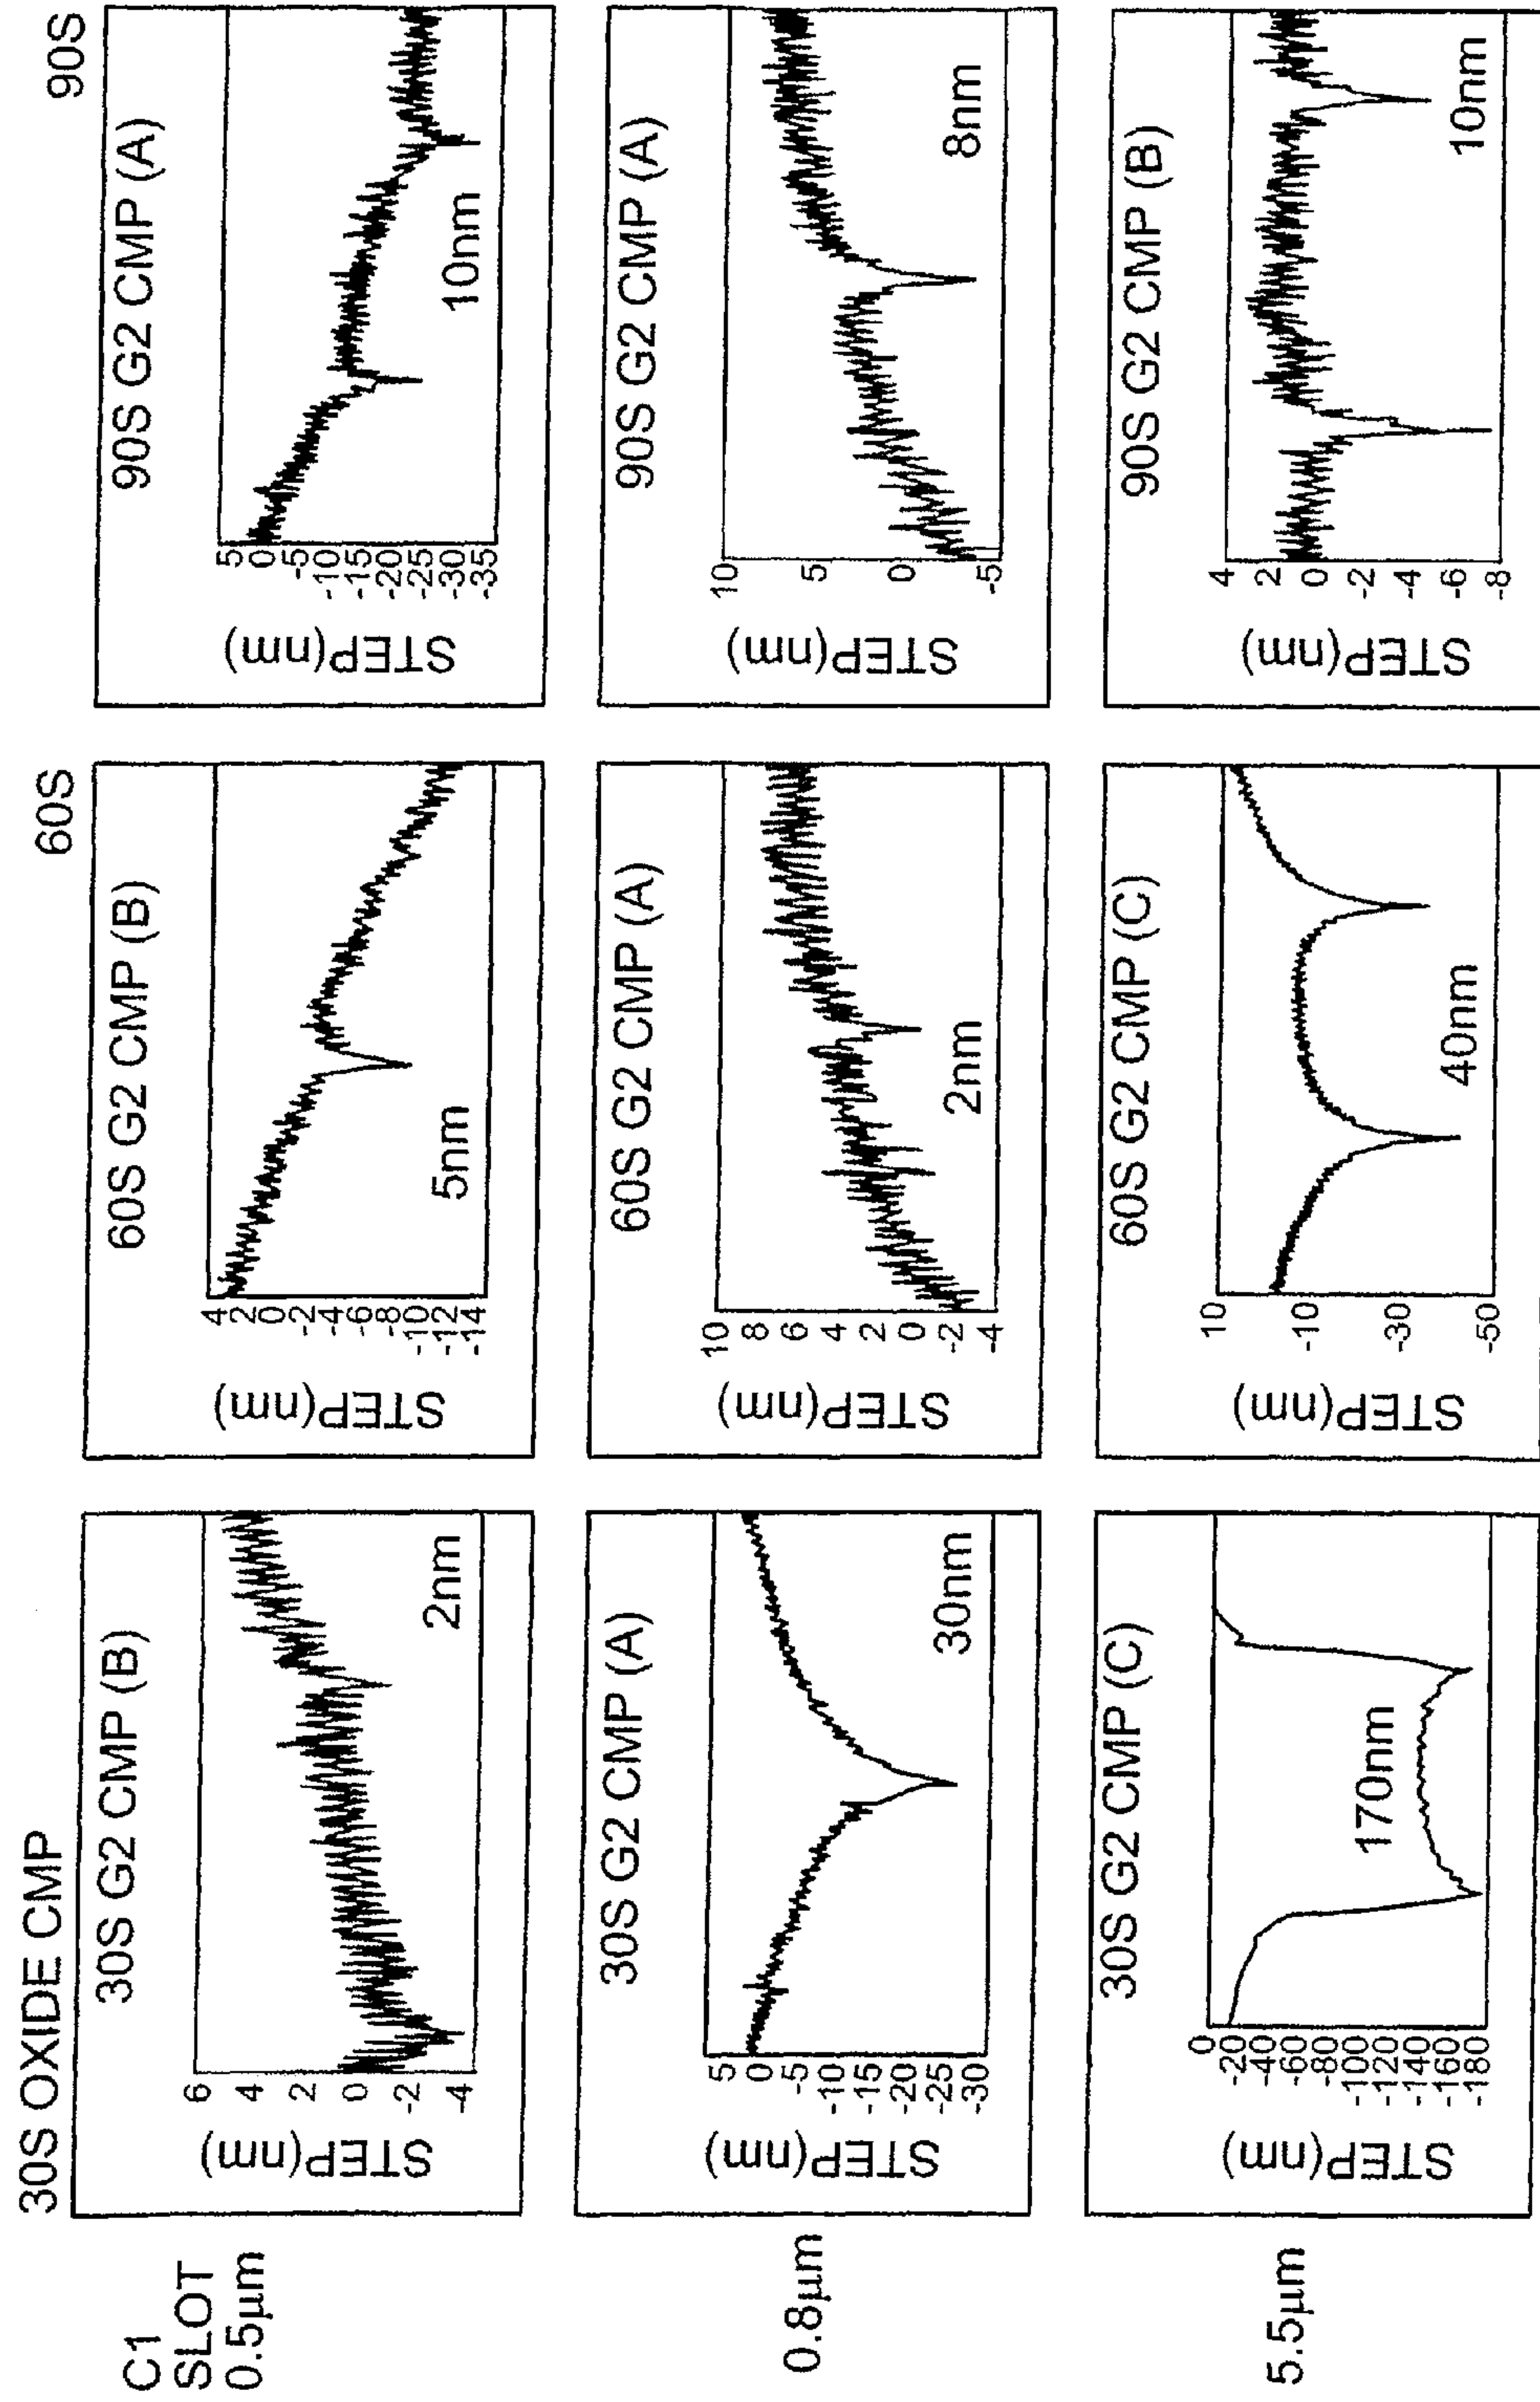 30S OXIDE CMP
60S
90S
C1
SLOT
0.5µm
30S G2 CMP (B)
STEP(nm)
6
4
2
0
-2
-4
2nm
60S G2 CMP (B)
STEP(nm)
4
2
0
-2
-4
-6
-8
-10
-12
-14
5nm
90S G2 CMP (A)
STEP(nm)
5
0
-5
-10
-15
-20
-25
-30
-35
10nm
0.8µm
30S G2 CMP (A)
STEP(nm)
5
0
-5
-10
-15
-20
-25
-30
30nm
60S G2 CMP (A)
STEP(nm)
10
8
6
4
2
0
-2
-4
2nm
90S G2 CMP (A)
STEP(nm)
10
5
0
-5
8nm
5.5µm
30S G2 CMP (C)
STEP(nm)
0
-20
-40
-60
-80
-100
-120
-140
-160
-180
170nm
60S G2 CMP (C)
STEP(nm)
10
-10
-30
-50
40nm
90S G2 CMP (B)
STEP(nm)
4
2
0
-2
-4
-6
-8
10nm